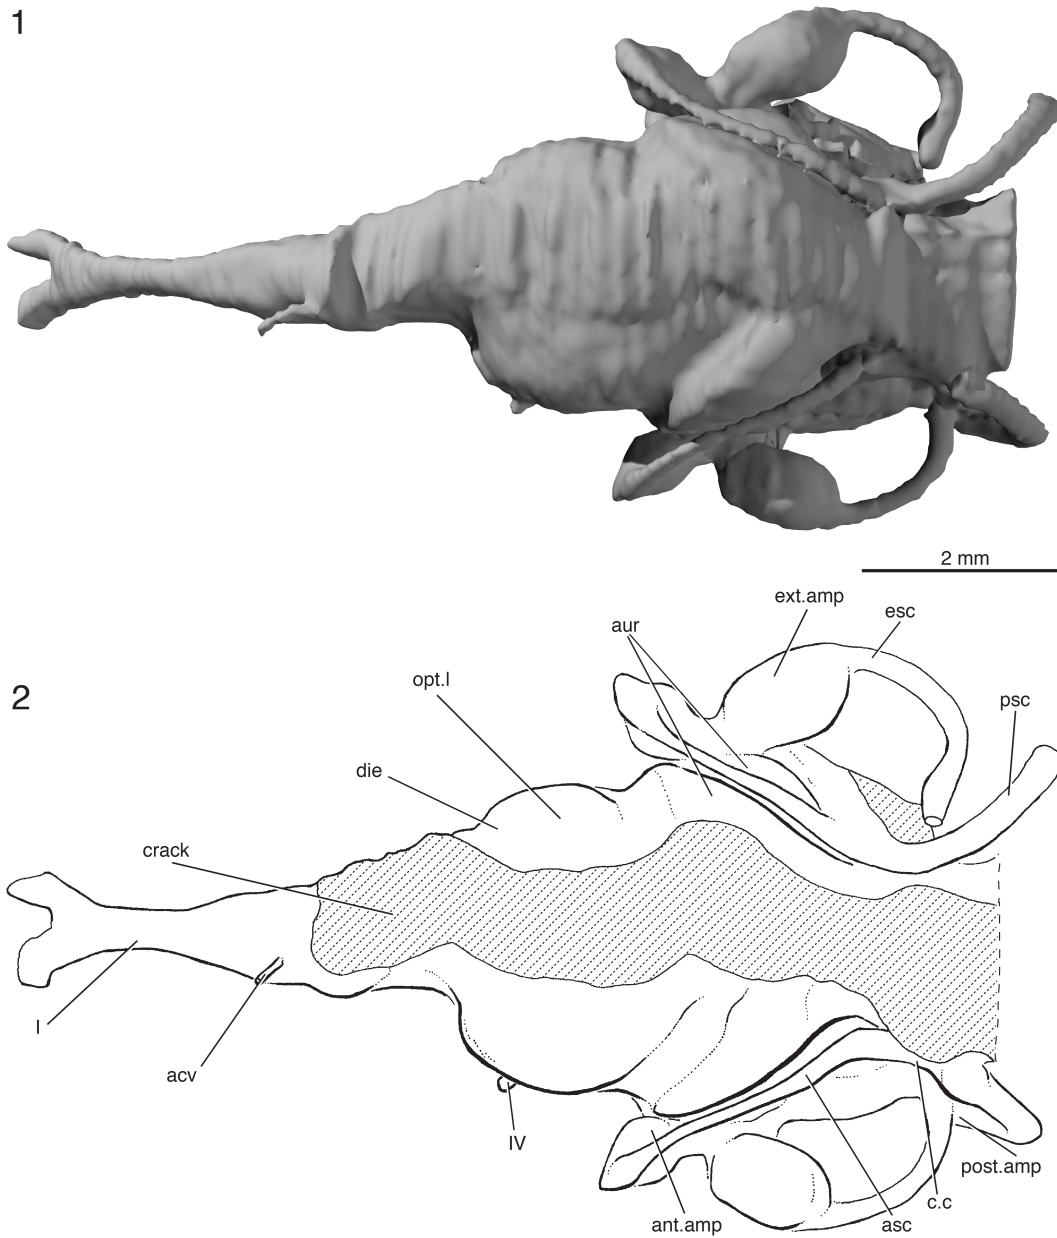 1
2 mm
2
ext.amp
esc
aur
opt.l
psc
die
crack
I
acv
IV
post.amp
c.c
ant.amp
asc